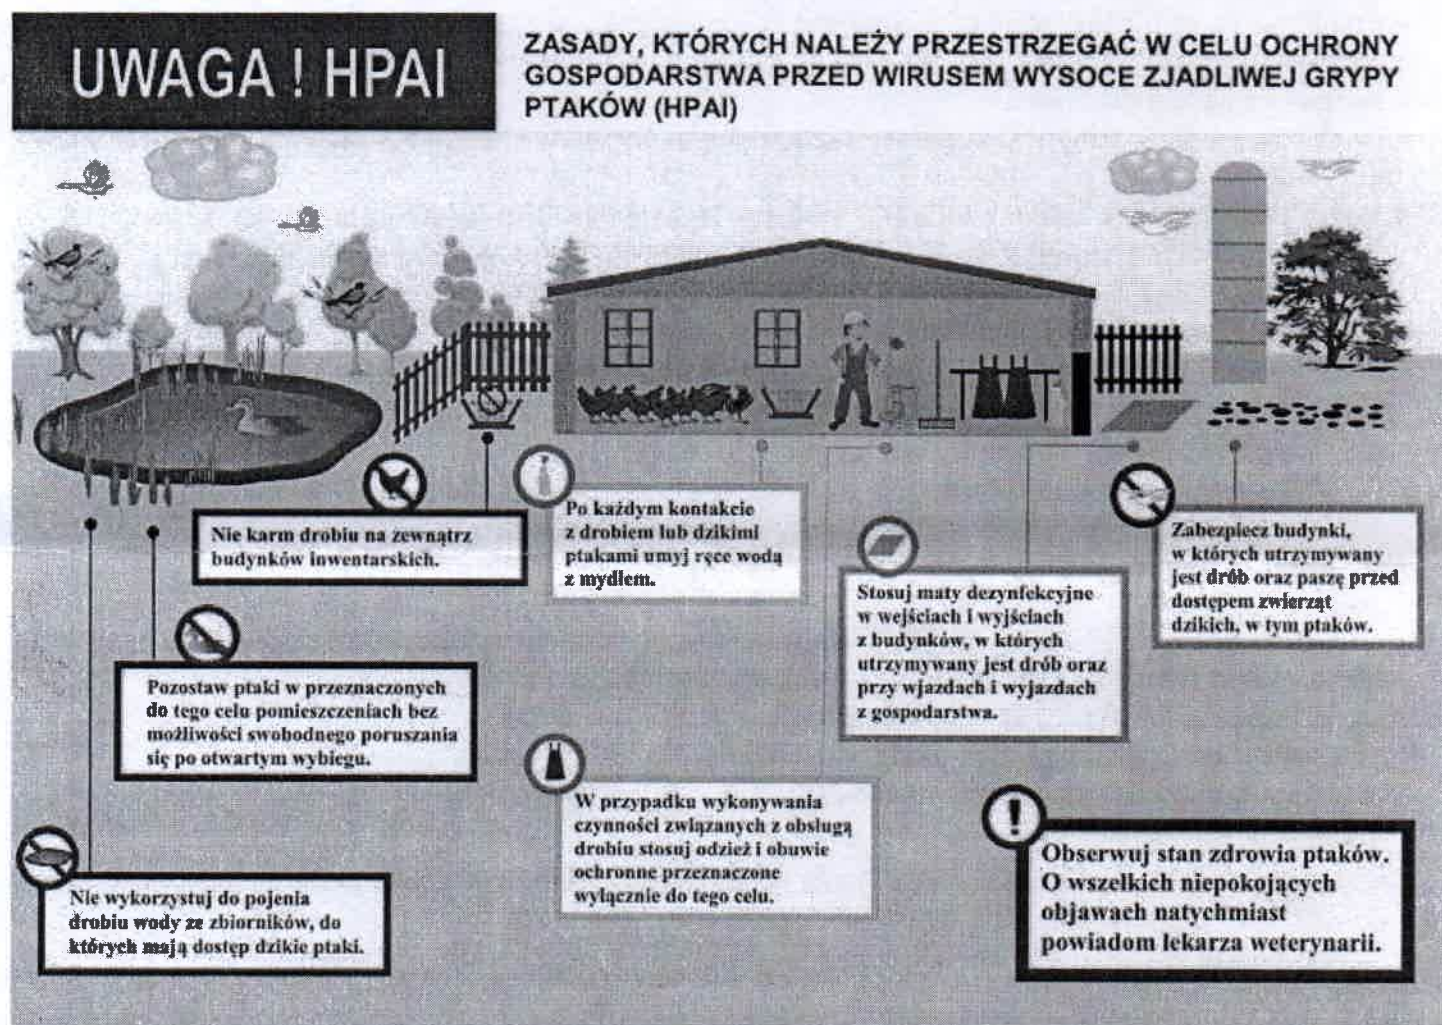 UWAGA ! HPAI
ZASADY, KTÓRYCH NALEŻY PRZESTRZEGAĆ W CELU OCHRONY
GOSPODARSTWA PRZED WIRUSEM WYSOCE ZJADLIWEJ GRYPY
PTAKÓW (HPAI)
Nie karm drobiu na zewnątrz
budynków inwentarskich.
Po każdym kontakcie
z drobiem lub dzikimi
ptakami umyj ręce wodą
z mydłem.
Stosuj maty dezynfekcyjne
w wejściach i wyjściach
z budynków, w których
utrzymywany jest drób oraz
przy wjazdach i wyjazdach
z gospodarstwa.
Zabezpiecz budynki,
w których utrzymywany
jest drób oraz paszę przed
dostępem zwierząt
dzikich, w tym ptaków.
Pozostaw ptaki w przeznaczonych
do tego celu pomieszczeniach bez
możliwości swobodnego poruszania
się po otwartym wybiegu.
W przypadku wykonywania
czynności związanych z obsługą
drobiu stosuj odzież i obuwie
ochronne przeznaczone
wyłącznie do tego celu.
Nie wykorzystuj do pojenia
drobiu wody ze zbiorników, do
których mają dostęp dzikie ptaki.
!
Obserwuj stan zdrowia ptaków.
O wszelkich niepokojących
objawach natychmiast
powiadom lekarza weterynarii.